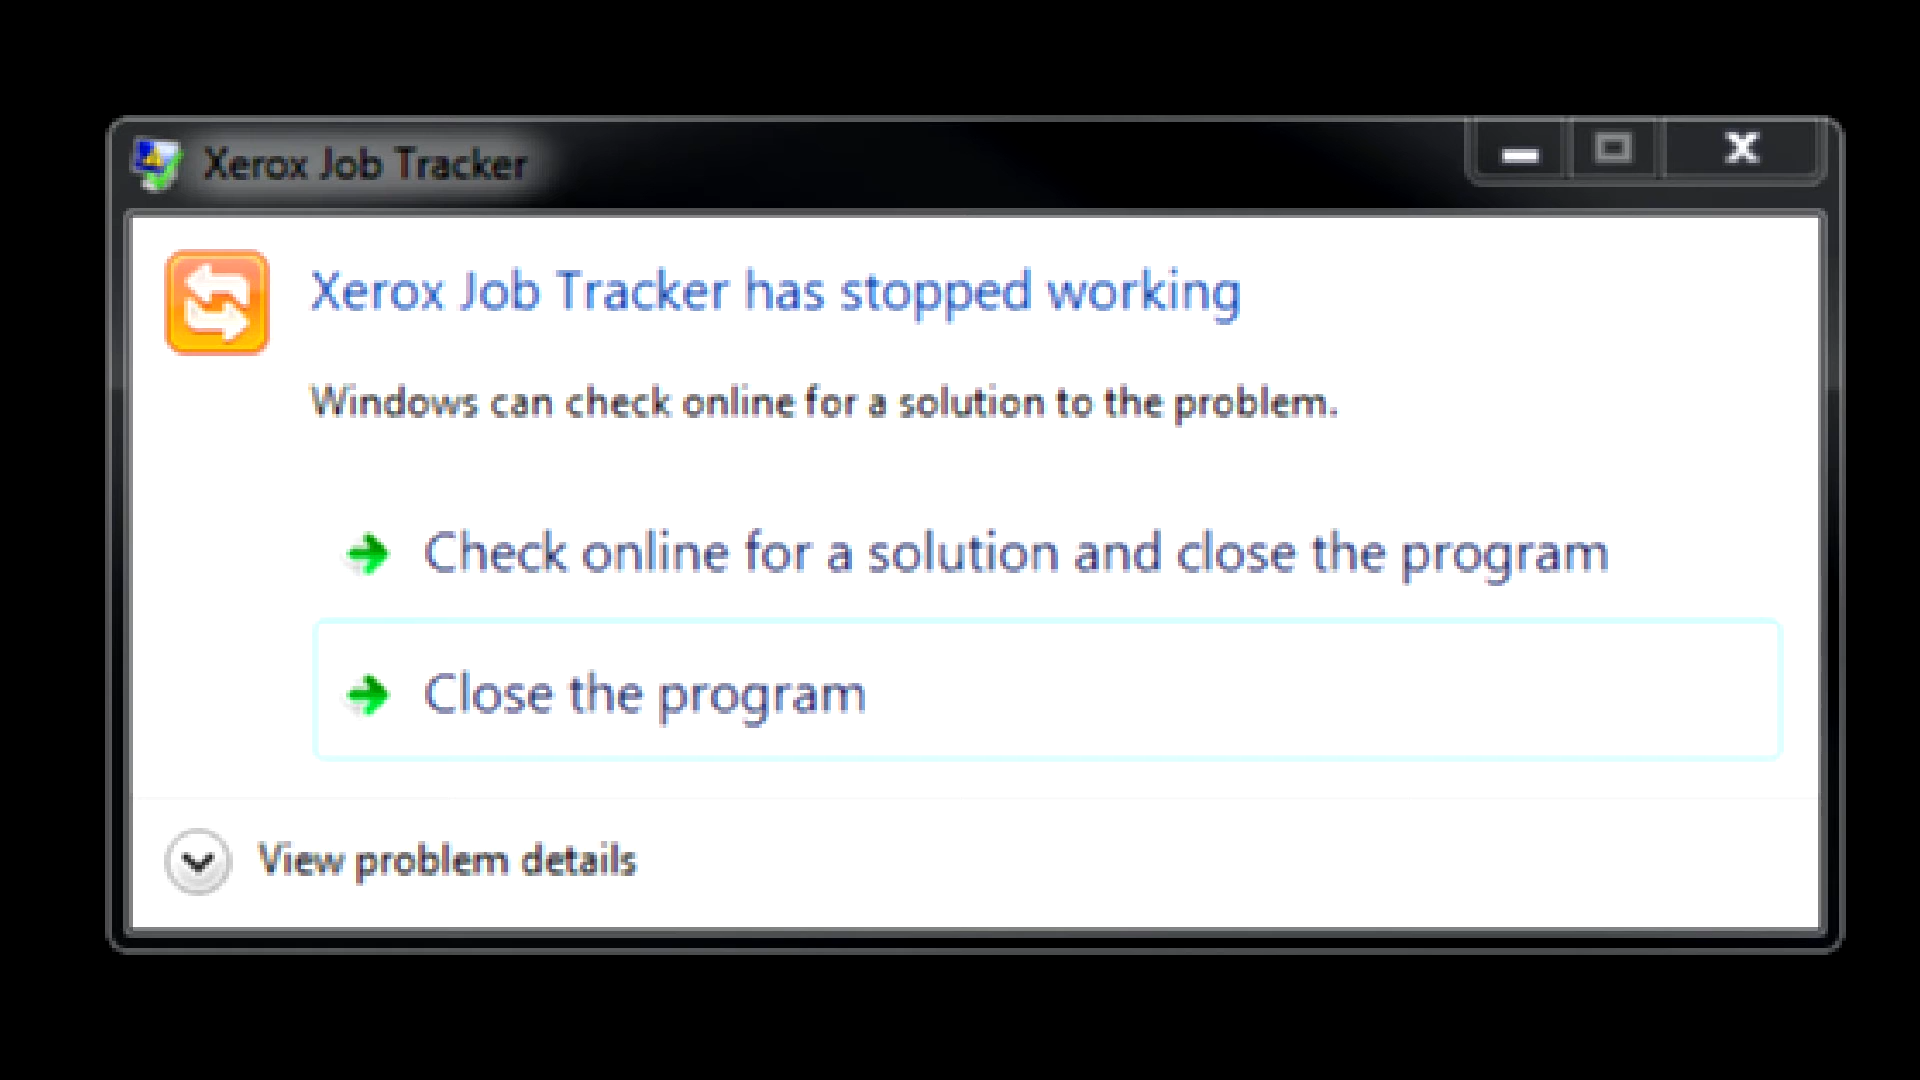 Xerox Job Tracker
Xerox Job Tracker has stopped working
Windows can check online for a solution to the problem.
Check online for a solution and close the program
Close the program
View problem details